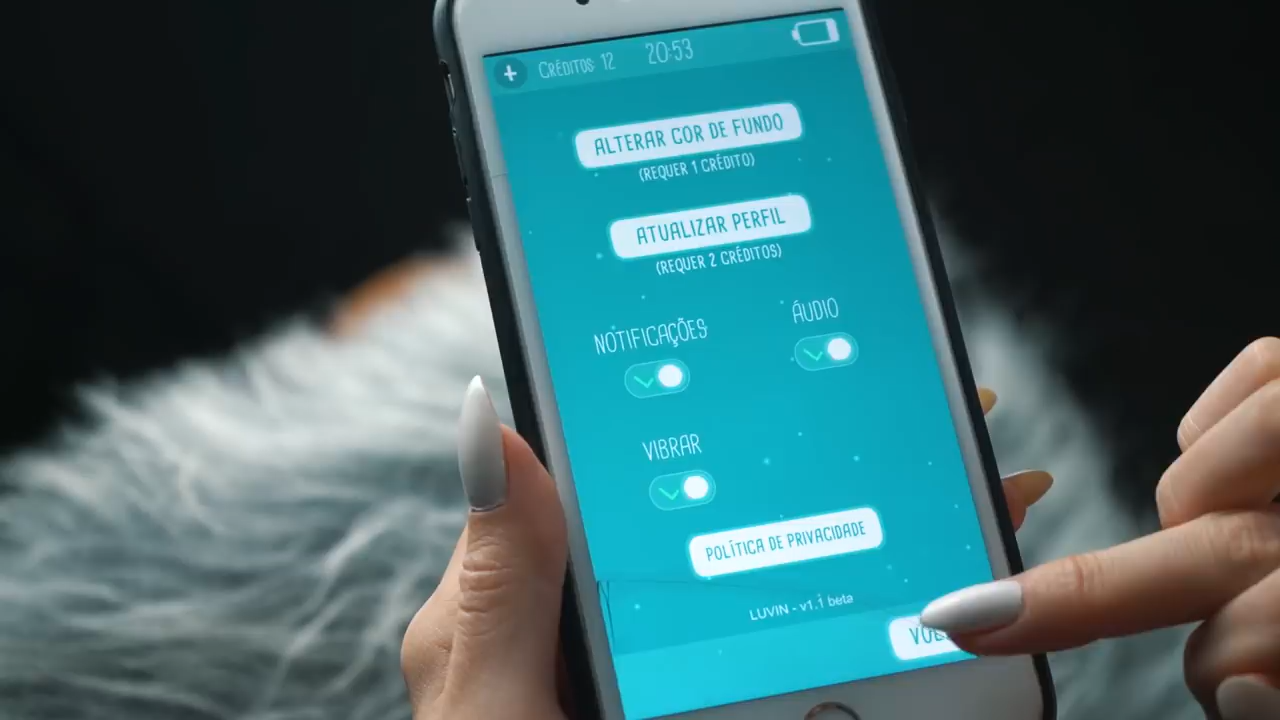 + CRÉDITOS: 12 20:53
ALTERAR COR DE FUNDO
(REQUER 1 CRÉDITO)
ATUALIZAR PERFIL
(REQUER 2 CRÉDITOS)
NOTIFICAÇÕES ÁUDIO
VIBRAR
POLÍTICA DE PRIVACIDADE
LUVIN - v1.1 beta